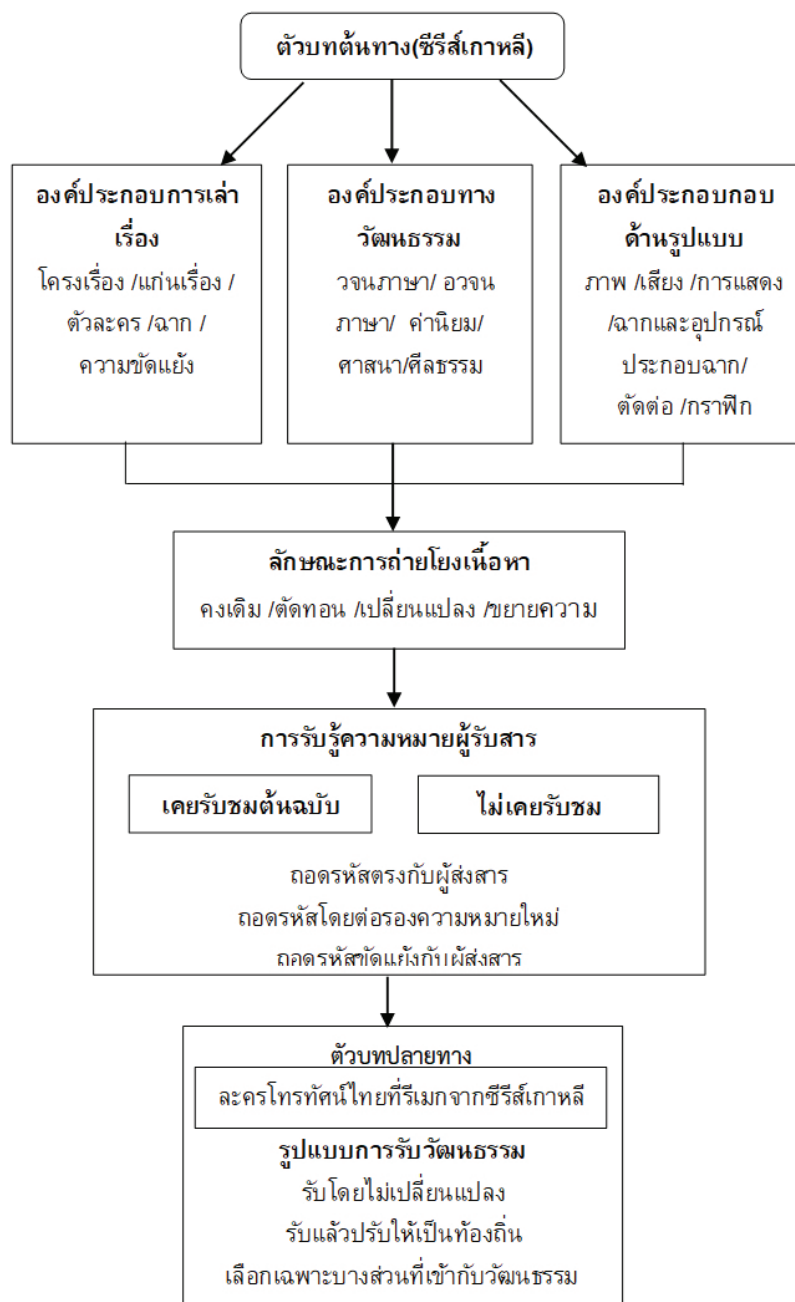 ตัวบทต้นทาง(ซีรีส์เกาหลี)
องค์ประกอบการเล่า
เรื่อง
โครงเรื่อง /แก่นเรื่อง /
ตัวละคร /ฉาก /
ความขัดแย้ง
องค์ประกอบทาง
วัฒนธรรม
วจนภาษา/ อวจน
ภาษา/ ค่านิยม/
ศาสนา/ศีลธรรม
องค์ประกอบกอบ
ด้านรูปแบบ
ภาพ /เสียง /การแสดง
/ฉากและอุปกรณ์
ประกอบฉาก/
ตัดต่อ /กราฟิก
ลักษณะการถ่ายโยงเนื้อหา
คงเดิม /ตัดทอน /เปลี่ยนแปลง /ขยายความ
การรับรู้ความหมายผู้รับสาร
เคยรับชมต้นฉบับ
ไม่เคยรับชม
ถอดรหัสตรงกับผู้ส่งสาร
ถอดรหัสโดยต่อรองความหมายใหม่
ถอดรหัสขัดแย้งกับผู้ส่งสาร
ตัวบทปลายทาง
ละครโทรทัศน์ไทยที่รีเมกจากซีรีส์เกาหลี
รูปแบบการรับวัฒนธรรม
รับโดยไม่เปลี่ยนแปลง
รับแล้วปรับให้เป็นท้องถิ่น
เลือกเฉพาะบางส่วนที่เข้ากับวัฒนธรรม